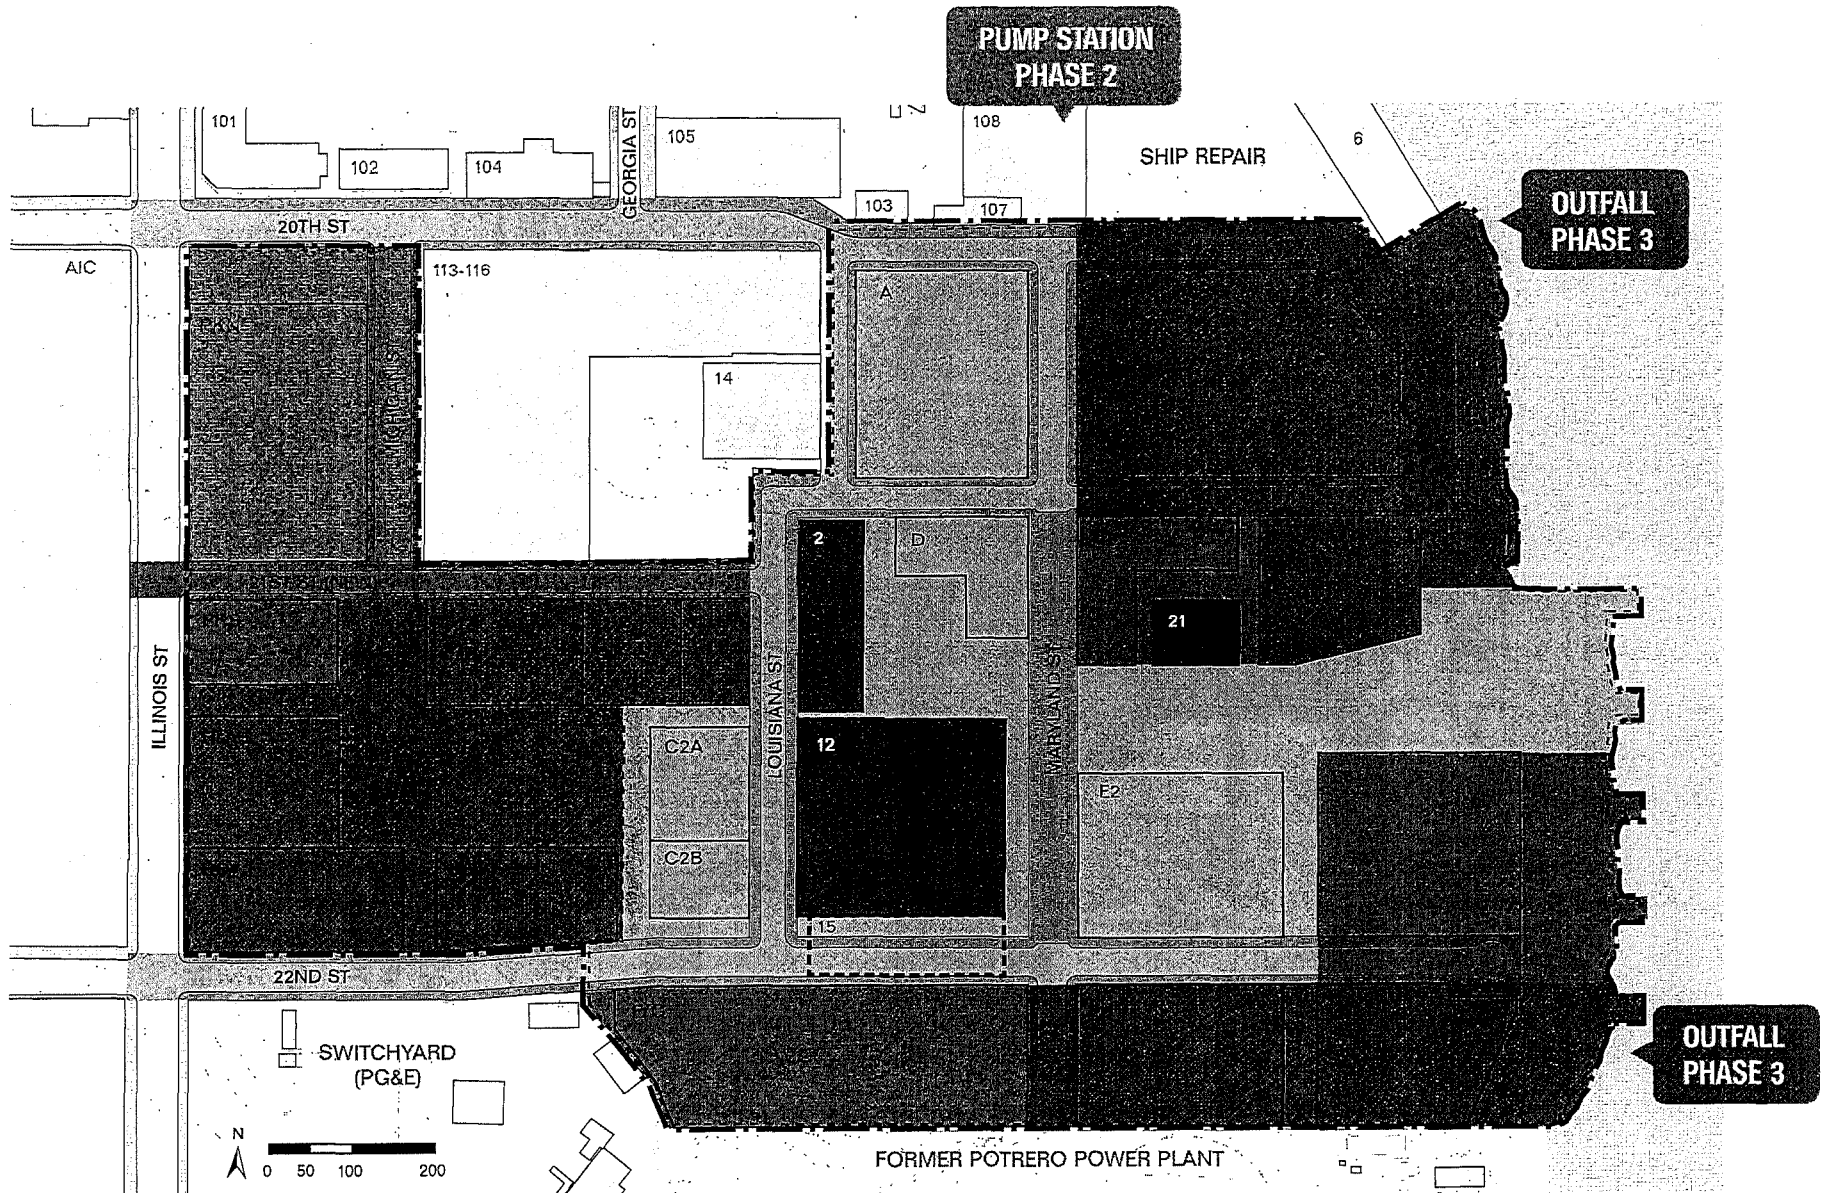 PUMP STATION
PHASE 2
101
102
104
GEORGIA ST
105
108
SHIP REPAIR
6
103
107
OUTFALL
PHASE 3
20TH ST
AIC
113-116
A
14
MICHIGAN ST
2
D
21
ILLINOIS ST
LOUISIANA ST
MARYLAND ST
C2A
12
E2
C2B
15
22ND ST
SWITCHYARD
(PG&E)
OUTFALL
PHASE 3
N
0 50 100 200
FORMER POTRERO POWER PLANT